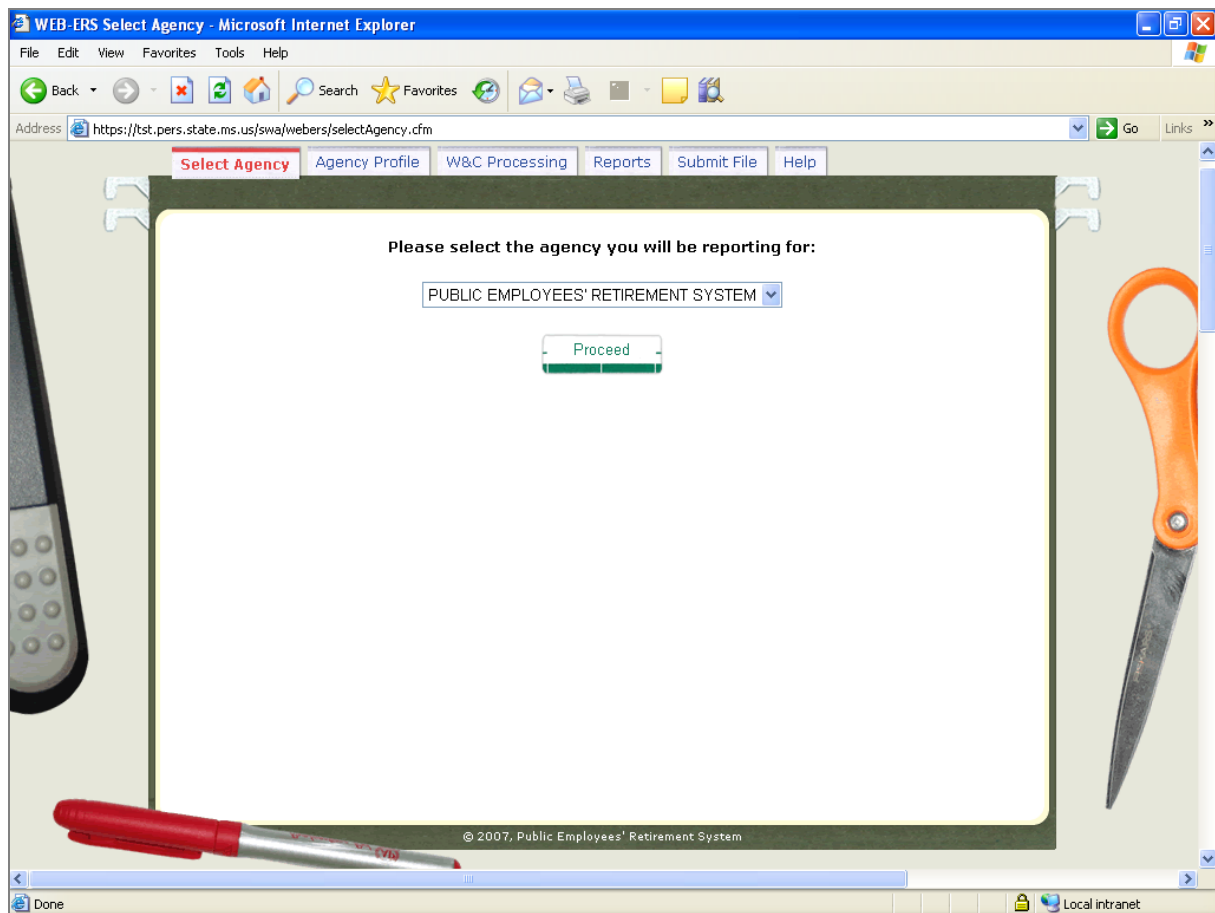 WEB-ERS Select Agency - Microsoft Internet Explorer
File Edit View Favorites Tools Help
Back Search Favorites
Address https://tst.pers.state.ms.us/swa/webers/selectAgency.cfm Go Links »
Select Agency Agency Profile W&C Processing Reports Submit File Help
Please select the agency you will be reporting for:
PUBLIC EMPLOYEES' RETIREMENT SYSTEM
Proceed
© 2007, Public Employees' Retirement System
Done Local intranet